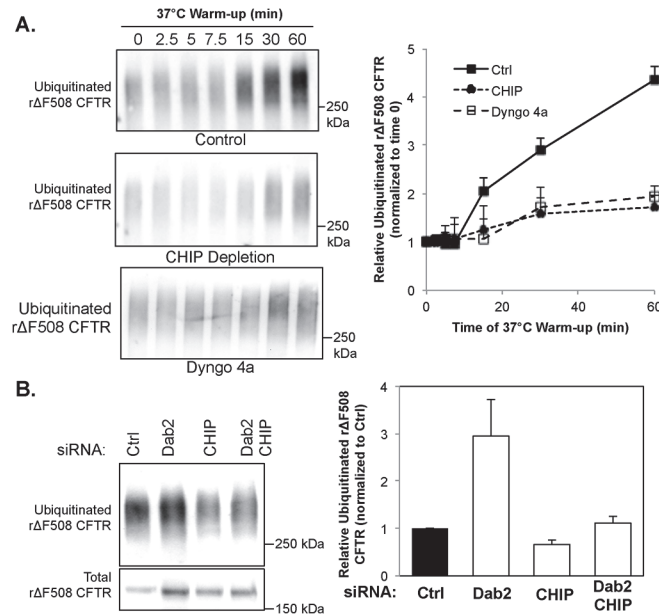 A.
37°C Warm-up (min)
0 2.5 5 7.5 15 30 60
Ubiquitinated
rΔF508 CFTR
250
kDa
Control
Ubiquitinated
rΔF508 CFTR
250
kDa
CHIP Depletion
Ubiquitinated
rΔF508 CFTR
250
kDa
Dyngo 4a
Relative Ubiquitinated rΔF508 CFTR
(normalized to time 0)
5
4
3
2
1
0
Ctrl
CHIP
Dyngo 4a
0 20 40 60
Time of 37°C Warm-up (min)
B.
siRNA: Ctrl Dab2 CHIP Dab2
CHIP
Ubiquitinated
rΔF508 CFTR
250 kDa
Total
rΔF508 CFTR
150 kDa
Relative Ubiquitinated rΔF508
CFTR (normalized to Ctrl)
4
3
2
1
0
siRNA: Ctrl Dab2 CHIP Dab2
CHIP